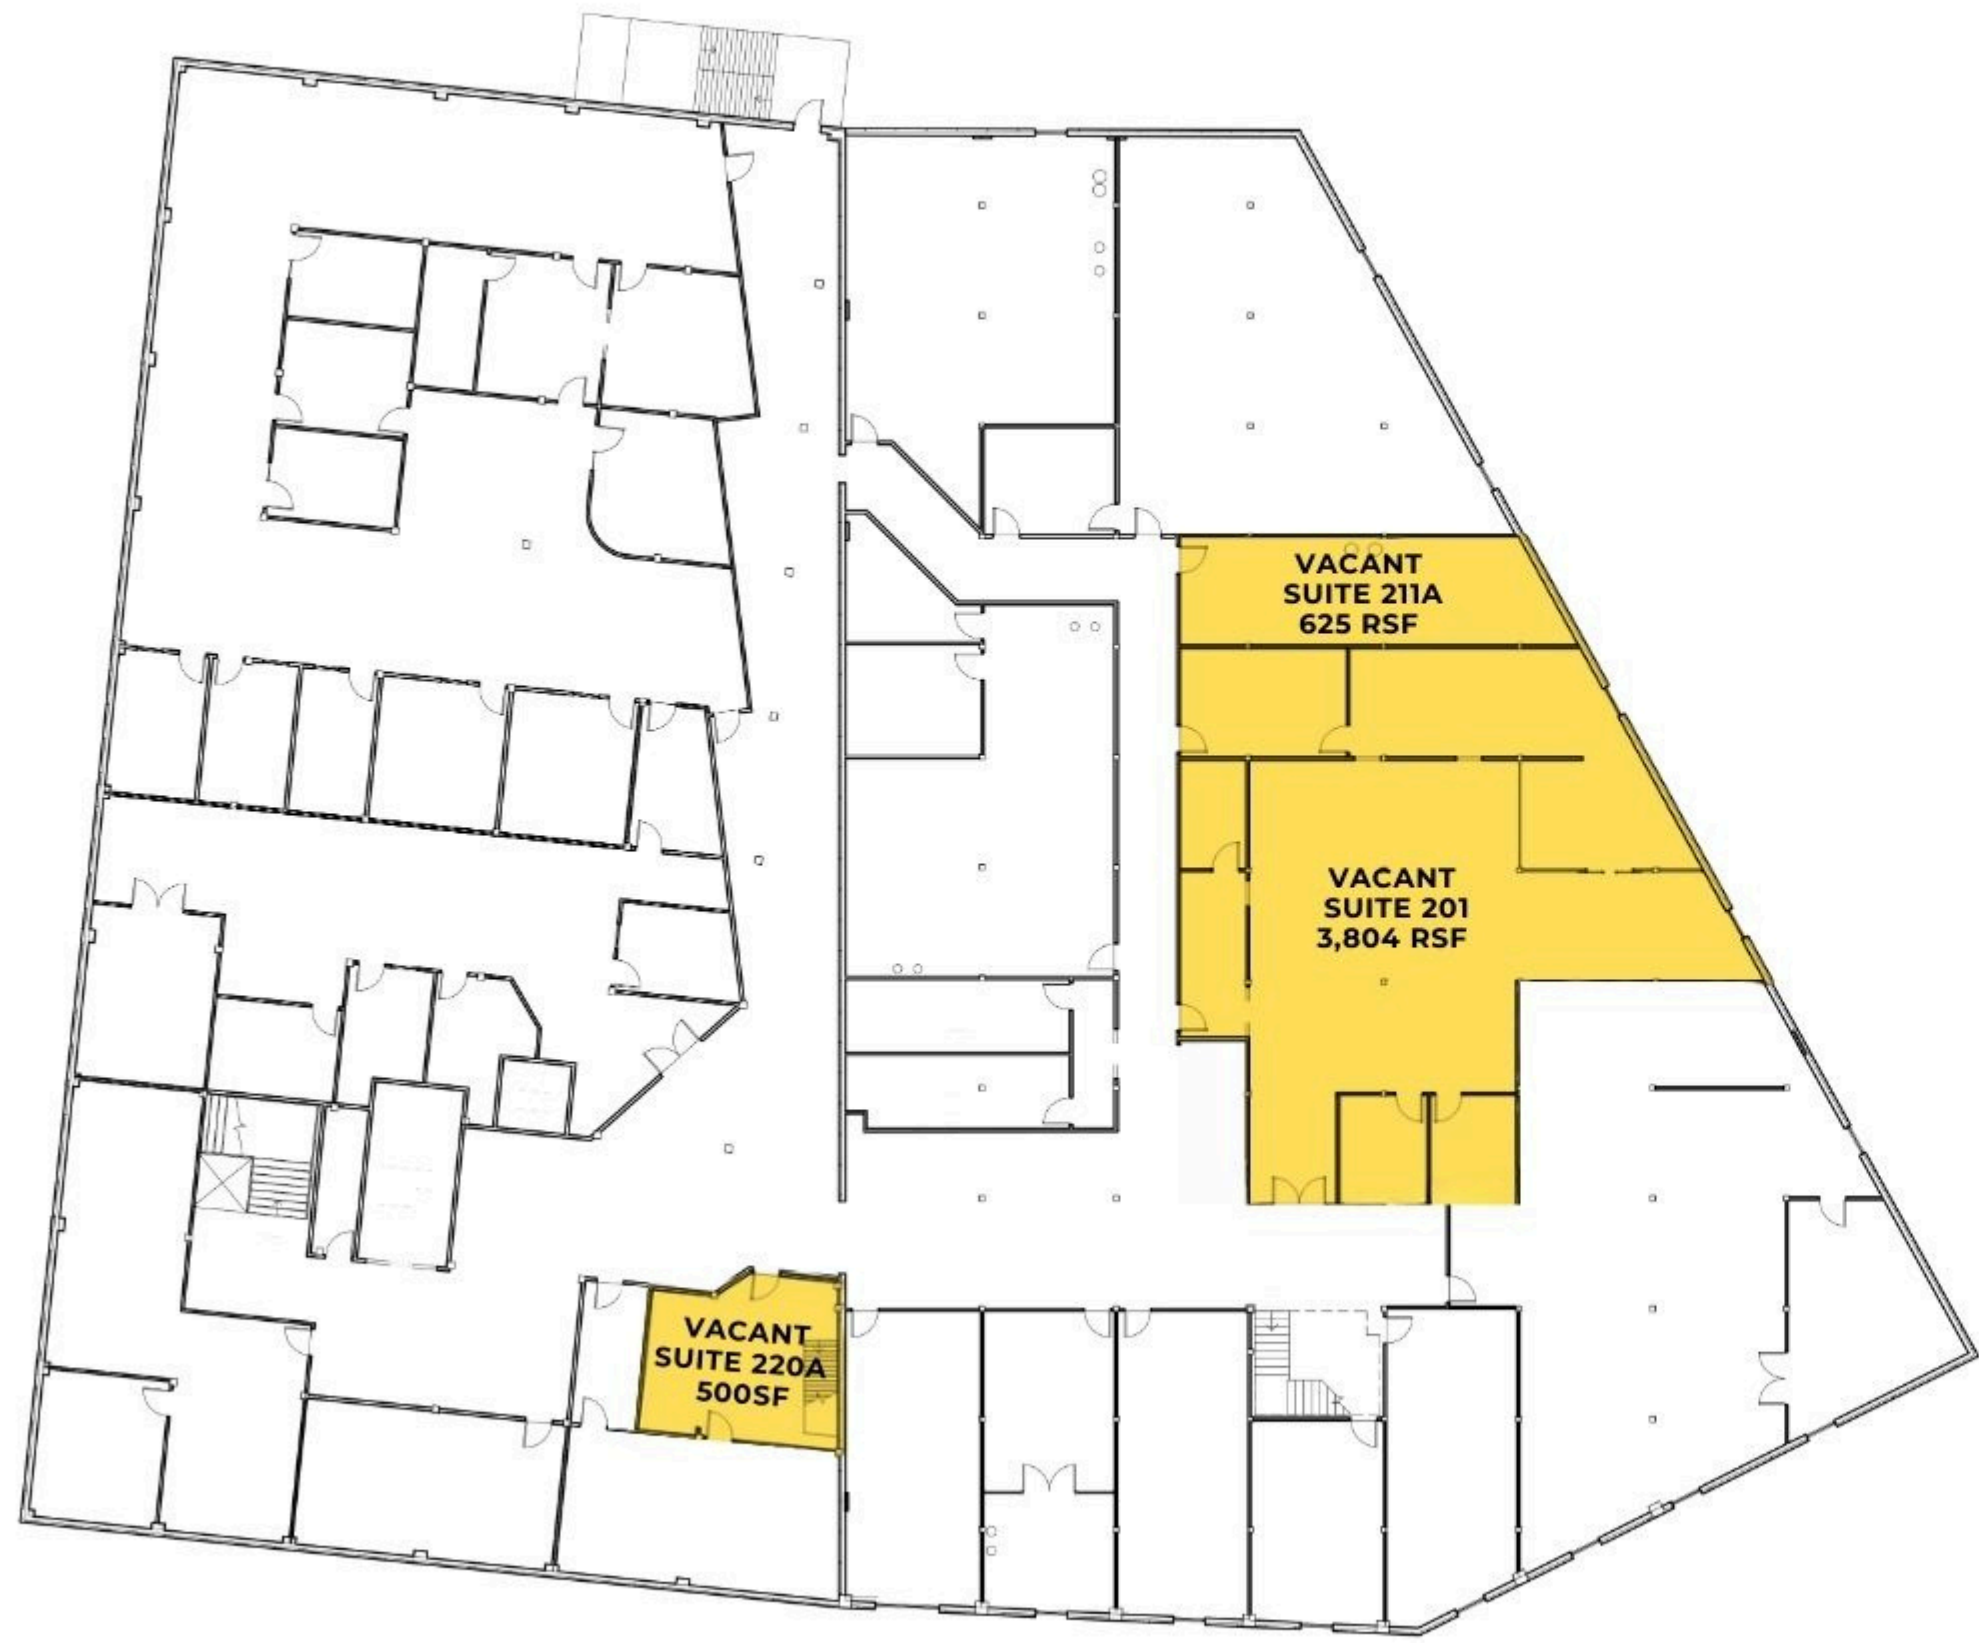 VACANT
SUITE 211A
625 RSF
VACANT
SUITE 201
3,804 RSF
VACANT
SUITE 220A
500SF